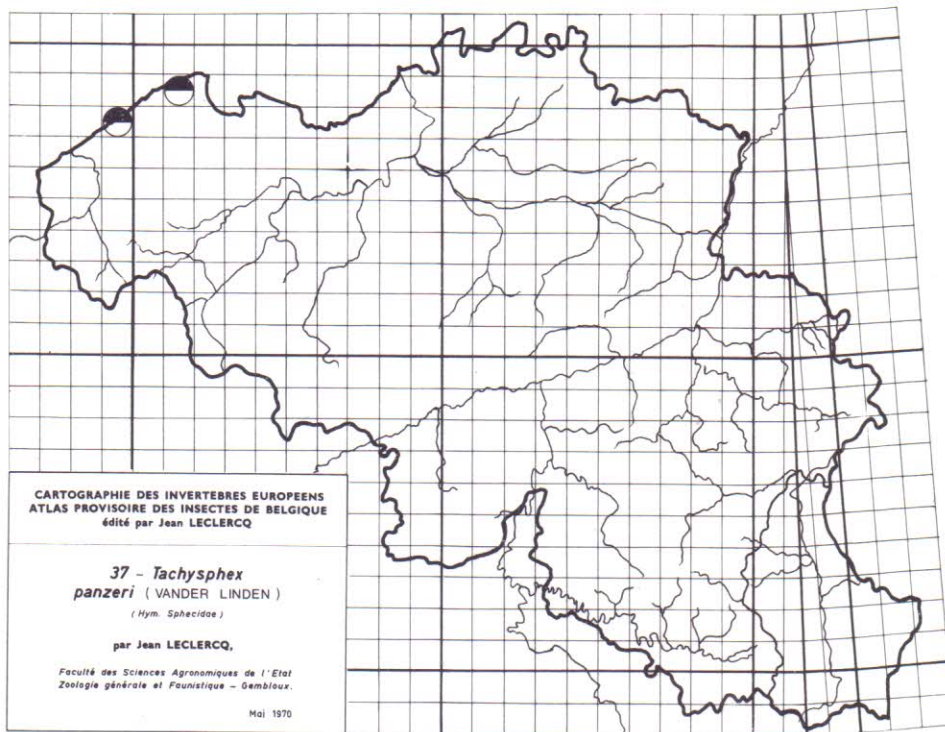 CARTOGRAPHIE DES INVERTEBRES EUROPEENS
ATLAS PROVISOIRE DES INSECTES DE BELGIQUE
édité par Jean LECLERCQ
37 – Tachysphex
panzeri ( VANDER LINDEN )
( Hym. Sphecidae )
par Jean LECLERCQ,
Faculté des Sciences Agronomiques de l'Etat
Zoologie générale et Faunistique – Gembloux.
Mai 1970